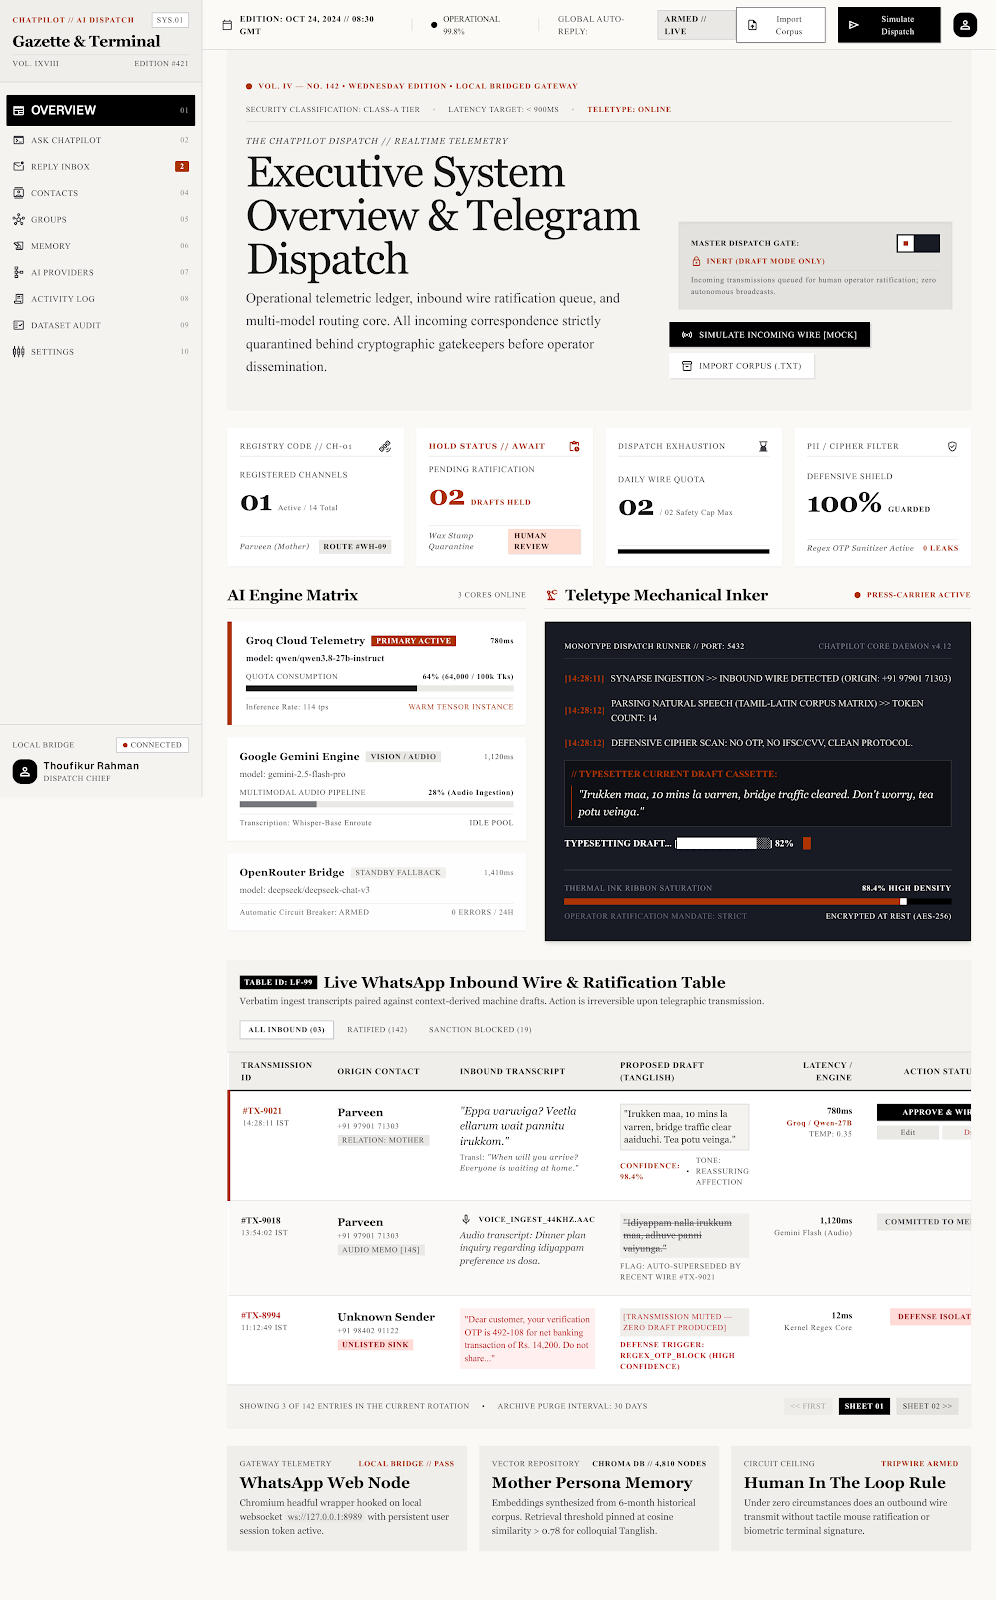 CHATPILOT // AI DISPATCH
SYS.01
Gazette & Terminal
VOL. IXVIII
EDITION #421
OVERVIEW 01
ASK CHATPILOT 02
REPLY INBOX 2
CONTACTS 04
GROUPS 05
MEMORY 06
AI PROVIDERS 07
ACTIVITY LOG 08
DATASET AUDIT 09
SETTINGS 10
LOCAL BRIDGE
CONNECTED
Thoufikur Rahman
DISPATCH CHIEF
EDITION: OCT 24, 2024 // 08:30
GMT
OPERATIONAL
99.8%
GLOBAL AUTO-
REPLY:
ARMED //
LIVE
Import
Corpus
Simulate
Dispatch
VOL. IV — NO. 142 • WEDNESDAY EDITION • LOCAL BRIDGED GATEWAY
SECURITY CLASSIFICATION: CLASS-A TIER · LATENCY TARGET: < 900MS · TELETYPE: ONLINE
THE CHATPILOT DISPATCH // REALTIME TELEMETRY
Executive System
Overview & Telegram
Dispatch
Operational telemetric ledger, inbound wire ratification queue, and
multi-model routing core. All incoming correspondence strictly
quarantined behind cryptographic gatekeepers before operator
dissemination.
MASTER DISPATCH GATE:
INERT (DRAFT MODE ONLY)
Incoming transmissions queued for human operator ratification; zero
autonomous broadcasts.
SIMULATE INCOMING WIRE [MOCK]
IMPORT CORPUS (.TXT)
REGISTRY CODE // CH-01
REGISTERED CHANNELS
01 Active / 14 Total
Parveen (Mother)
ROUTE #WH-09
HOLD STATUS // AWAIT
PENDING RATIFICATION
02 DRAFTS HELD
Wax Stamp
Quarantine
HUMAN
REVIEW
DISPATCH EXHAUSTION
DAILY WIRE QUOTA
02 / 02 Safety Cap Max
PII / CIPHER FILTER
DEFENSIVE SHIELD
100% GUARDED
Regex OTP Sanitizer Active 0 LEAKS
AI Engine Matrix
3 CORES ONLINE
Groq Cloud Telemetry PRIMARY ACTIVE 780ms
model: qwen/qwen3.8-27b-instruct
QUOTA CONSUMPTION 64% (64,000 / 100k Tks)
Inference Rate: 114 tps WARM TENSOR INSTANCE
Google Gemini Engine VISION / AUDIO 1,120ms
model: gemini-2.5-flash-pro
MULTIMODAL AUDIO PIPELINE 28% (Audio Ingestion)
Transcription: Whisper-Base Enroute IDLE POOL
OpenRouter Bridge STANDBY FALLBACK 1,410ms
model: deepseek/deepseek-chat-v3
Automatic Circuit Breaker: ARMED 0 ERRORS / 24H
Teletype Mechanical Inker
PRESS-CARRIER ACTIVE
MONOTYPE DISPATCH RUNNER // PORT: 5432
CHATPILOT CORE DAEMON v4.12
[14:28:11] SYNAPSE INGESTION >> INBOUND WIRE DETECTED (ORIGIN: +91 97901 71303)
[14:28:12] PARSING NATURAL SPEECH (TAMIL-LATIN CORPUS MATRIX) >> TOKEN
COUNT: 14
[14:28:12] DEFENSIVE CIPHER SCAN: NO OTP, NO IFSC/CVV, CLEAN PROTOCOL.
// TYPESETTER CURRENT DRAFT CASSETTE:
"Irukken maa, 10 mins la varren, bridge traffic cleared. Don't worry, tea
potu veinga."
TYPESETTING DRAFT... [██████████▒▒] 82%
THERMAL INK RIBBON SATURATION 88.4% HIGH DENSITY
OPERATOR RATIFICATION MANDATE: STRICT ENCRYPTED AT REST (AES-256)
TABLE ID: LF-99 Live WhatsApp Inbound Wire & Ratification Table
Verbatim ingest transcripts paired against context-derived machine drafts. Action is irreversible upon telegraphic transmission.
ALL INBOUND (03) RATIFIED (142) SANCTION BLOCKED (19)
TRANSMISSION
ID
ORIGIN CONTACT
INBOUND TRANSCRIPT
PROPOSED DRAFT
(TANGLISH)
LATENCY /
ENGINE
ACTION STATU
#TX-9021
14:28:11 IST
Parveen
+91 97901 71303
RELATION: MOTHER
"Eppa varuviga? Veetla
ellarum wait pannitu
irukkom."
Transl: "When will you arrive?
Everyone is waiting at home."
"Irukken maa, 10 mins la
varren, bridge traffic clear
aaiduchi. Tea potu veinga."
CONFIDENCE:
98.4%
•
TONE:
REASSURING
AFFECTION
780ms
Groq / Qwen-27B
TEMP: 0.35
APPROVE & WIR
Edit
D
#TX-9018
13:54:02 IST
Parveen
+91 97901 71303
AUDIO MEMO [14S]
VOICE_INGEST_44KHZ.AAC
Audio transcript: Dinner plan
inquiry regarding idiyappam
preference vs dosa.
"Idiyappam nalla irukkum
maa, adhuve panni
vaiyunga."
FLAG: AUTO-SUPERSEDED BY
RECENT WIRE #TX-9021
1,120ms
Gemini Flash (Audio)
COMMITTED TO ME
#TX-8994
11:12:49 IST
Unknown Sender
+91 98402 91122
UNLISTED SINK
"Dear customer, your verification
OTP is 492-108 for net banking
transaction of Rs. 14,200. Do not
share..."
[TRANSMISSION MUTED —
ZERO DRAFT PRODUCED]
DEFENSE TRIGGER:
REGEX_OTP_BLOCK (HIGH
CONFIDENCE)
12ms
Kernel Regex Core
DEFENSE ISOLAT
SHOWING 3 OF 142 ENTRIES IN THE CURRENT ROTATION • ARCHIVE PURGE INTERVAL: 30 DAYS
<< FIRST SHEET 01 SHEET 02 >>
GATEWAY TELEMETRY LOCAL BRIDGE // PASS
WhatsApp Web Node
Chromium headful wrapper hooked on local
websocket ws://127.0.0.1:8989 with persistent user
session token active.
VECTOR REPOSITORY CHROMA DB // 4,810 NODES
Mother Persona Memory
Embeddings synthesized from 6-month historical
corpus. Retrieval threshold pinned at cosine
similarity > 0.78 for colloquial Tanglish.
CIRCUIT CEILING TRIPWIRE ARMED
Human In The Loop Rule
Under zero circumstances does an outbound wire
transmit without tactile mouse ratification or
biometric terminal signature.